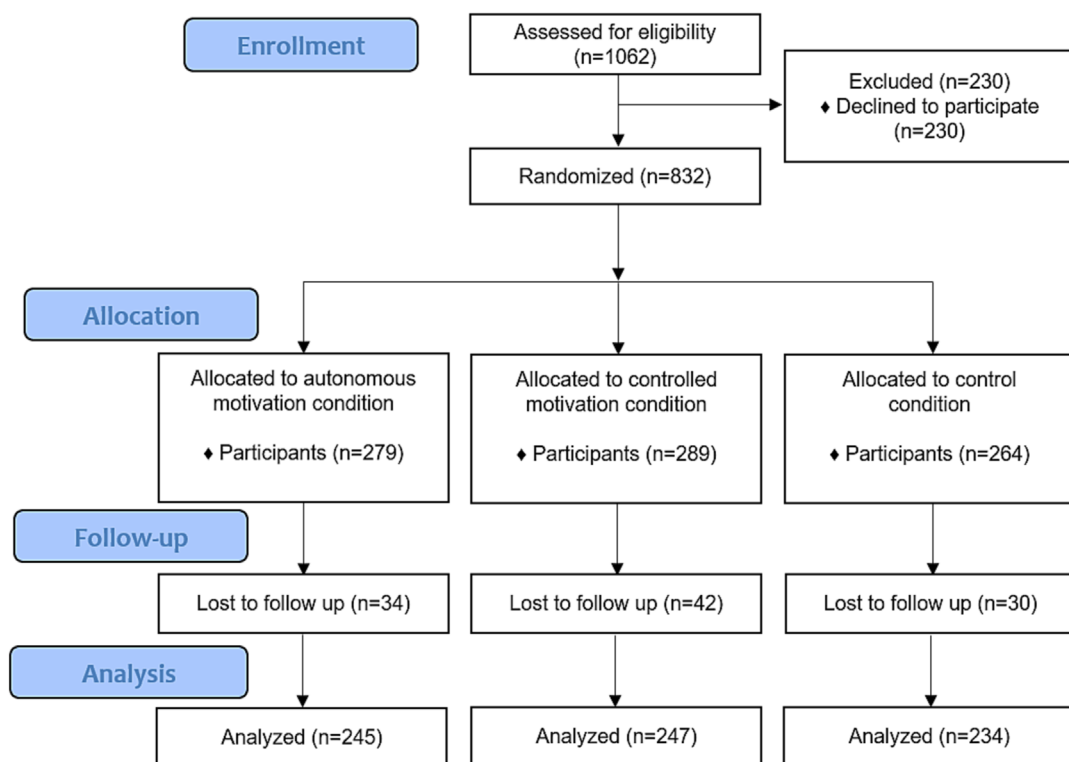 Enrollment
Assessed for eligibility
(n=1062)
Excluded (n=230)
♦ Declined to participate
(n=230)
Randomized (n=832)
Allocation
Allocated to autonomous
motivation condition
♦ Participants (n=279)
Allocated to controlled
motivation condition
♦ Participants (n=289)
Allocated to control
condition
♦ Participants (n=264)
Follow-up
Lost to follow up (n=34)
Lost to follow up (n=42)
Lost to follow up (n=30)
Analysis
Analyzed (n=245)
Analyzed (n=247)
Analyzed (n=234)